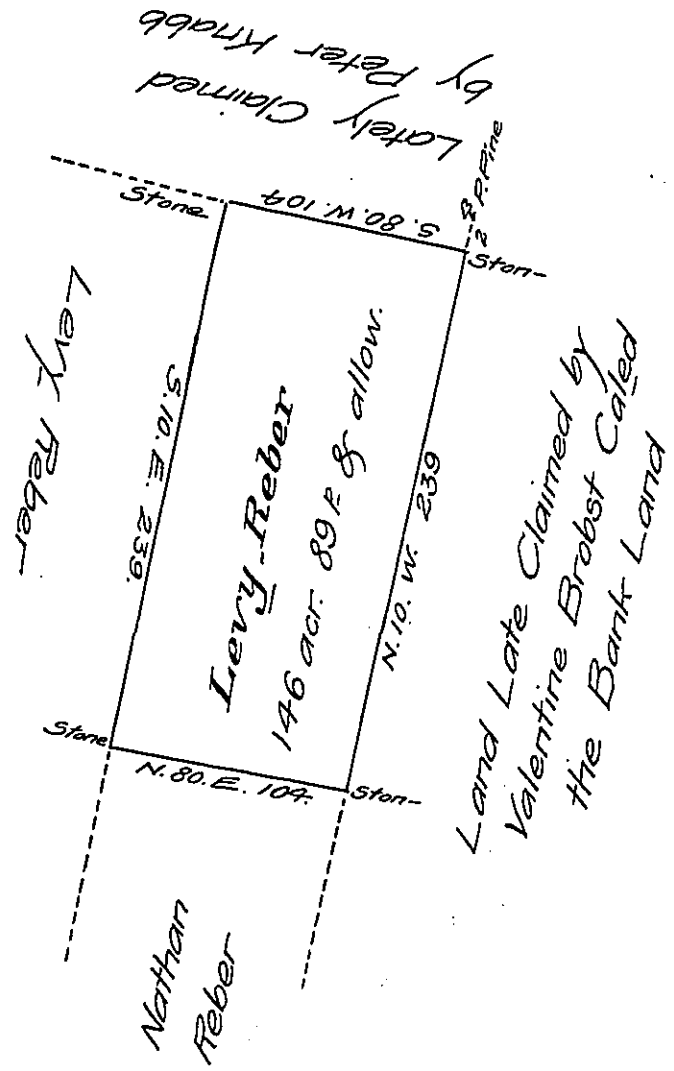 Lately Claimed
by Peter Knabb
P. Pine
2
Stone
S. 80. W. 104
Ston-
Levy Reber
S. 10. E. 239.
Levy Reber
146 acr. 89 P. & allow.
N. 10. W. 239
Land Late Claimed by
Valentine Brobst Caled
the Bank Land
Stone
N. 80. E. 104.
Ston-
Nathan
Reber